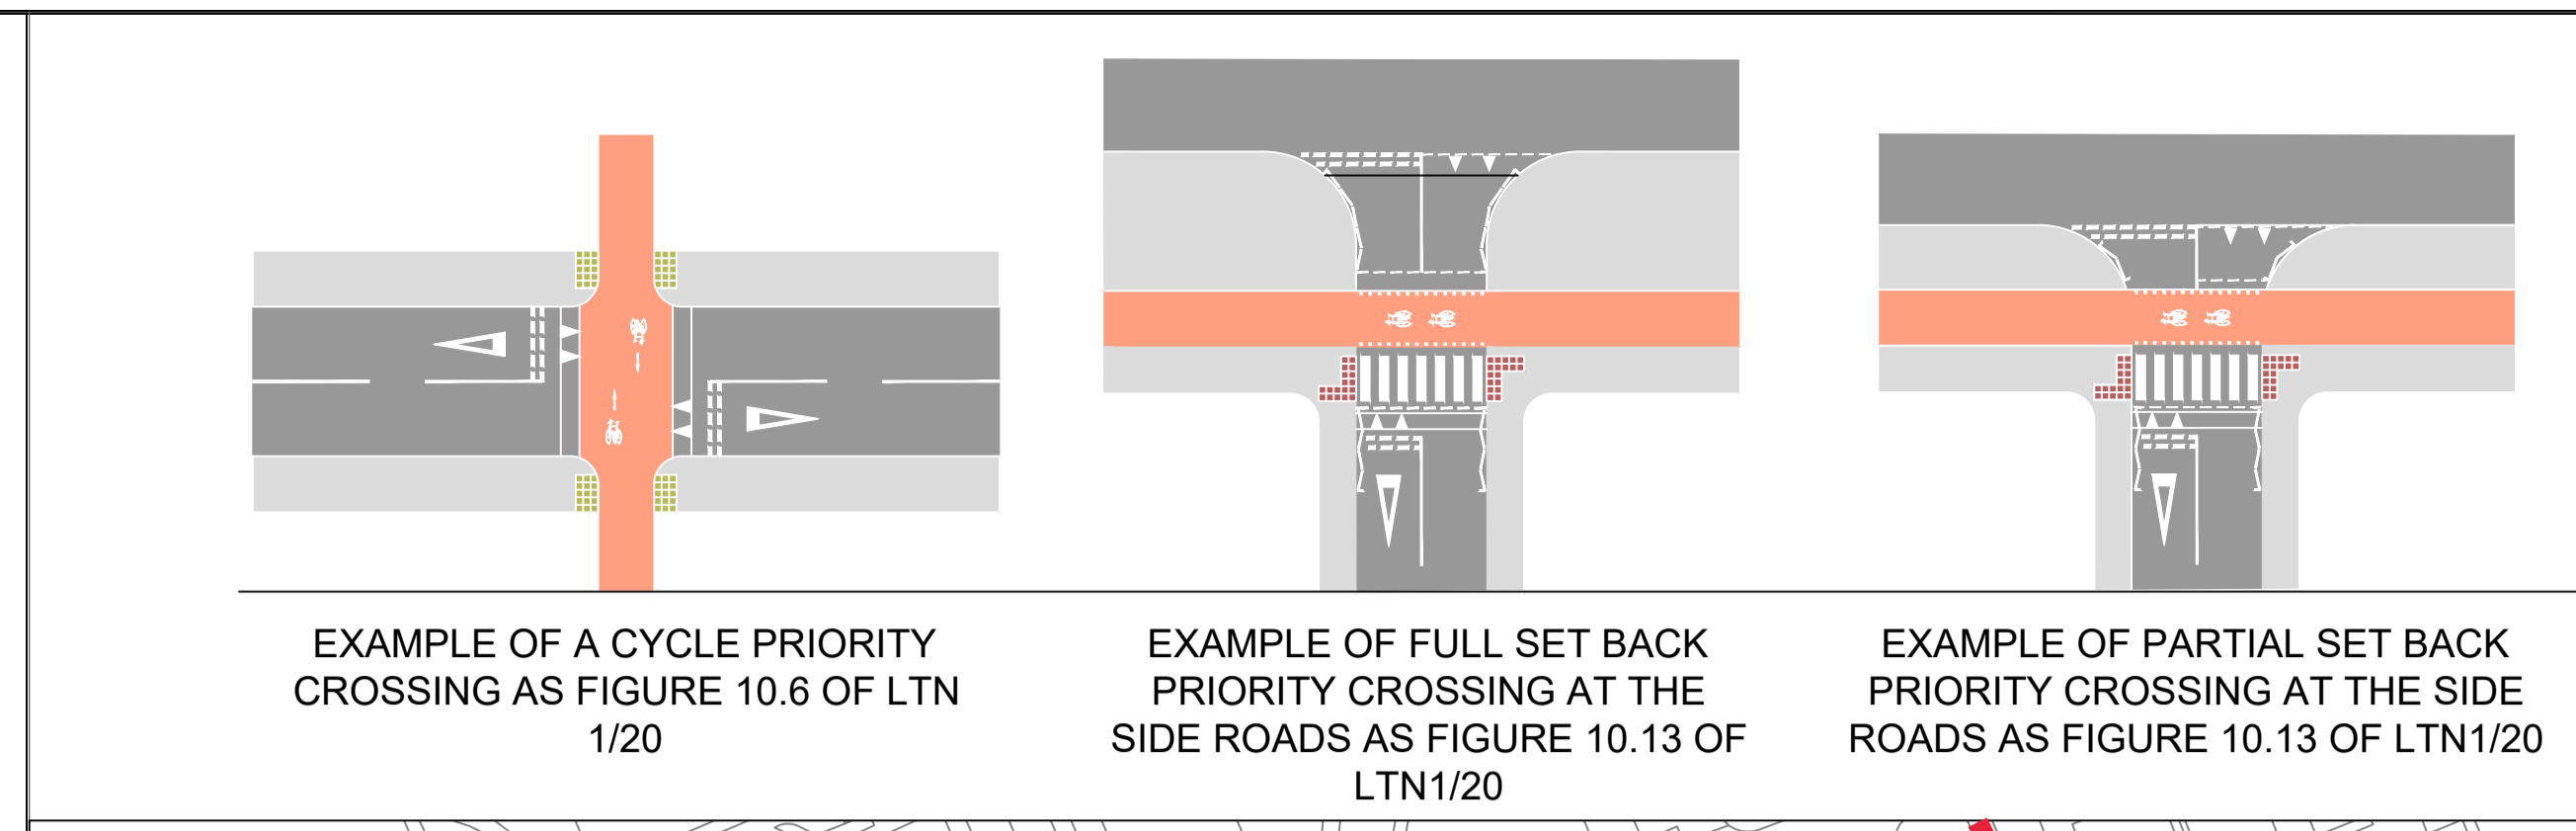 EXAMPLE OF A CYCLE PRIORITY
CROSSING AS FIGURE 10.6 OF LTN
1/20
EXAMPLE OF FULL SET BACK
PRIORITY CROSSING AT THE
SIDE ROADS AS FIGURE 10.13 OF
LTN1/20
EXAMPLE OF PARTIAL SET BACK
PRIORITY CROSSING AT THE SIDE
ROADS AS FIGURE 10.13 OF LTN1/20